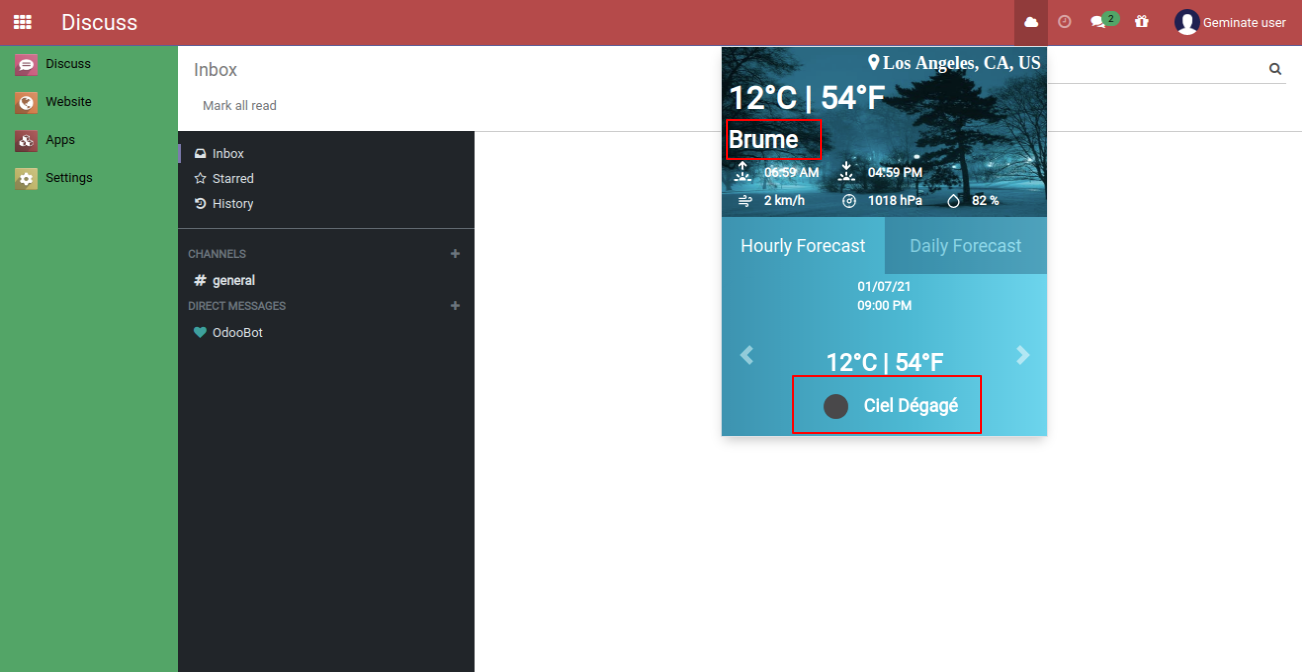 Discuss
2
Geminate user
Discuss
Website
Apps
Settings
Inbox
Mark all read
Inbox
Starred
History
CHANNELS +
# general
DIRECT MESSAGES +
OdooBot
Los Angeles, CA, US
12°C | 54°F
Brume
06:59 AM 04:59 PM
2 km/h 1018 hPa 82 %
Hourly Forecast Daily Forecast
01/07/21
09:00 PM
12°C | 54°F
Ciel Dégagé